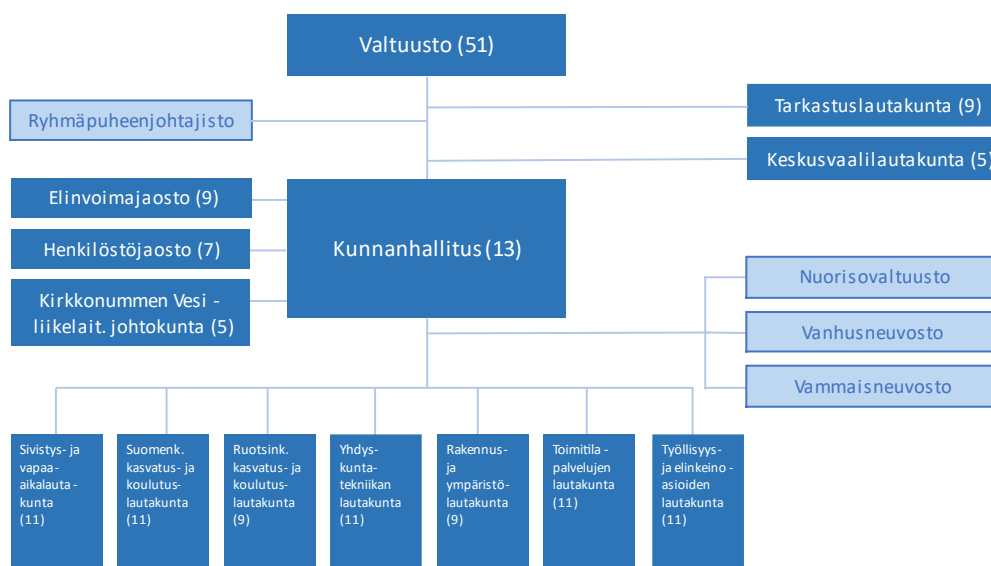 Valtuusto (51)
Ryhmäpuheenjohtajisto
Tarkastuslautakunta (9)
Keskusvaalilautakunta (5)
Elinvoimajaosto (9)
Henkilöstöjaosto (7)
Kirkkonummen Vesi -
liikelait. johtokunta (5)
Kunnanhallitus (13)
Nuorisovaltuusto
Vanhusneuvosto
Vammaisneuvosto
Sivistys- ja
vapaa-
aikalauta-
kunta
(11)
Suomenk.
kasvatus- ja
koulutus-
lautakunta
(11)
Ruotsink.
kasvatus- ja
koulutus-
lautakunta
(9)
Yhdys-
kunta-
tekniikan
lautakunta
(11)
Rakennus-
ja
ympäristö-
lautakunta
(9)
Toimitila -
palvelujen
lautakunta
(11)
Työllisyys-
ja elinkeino -
asioiden
lautakunta
(11)